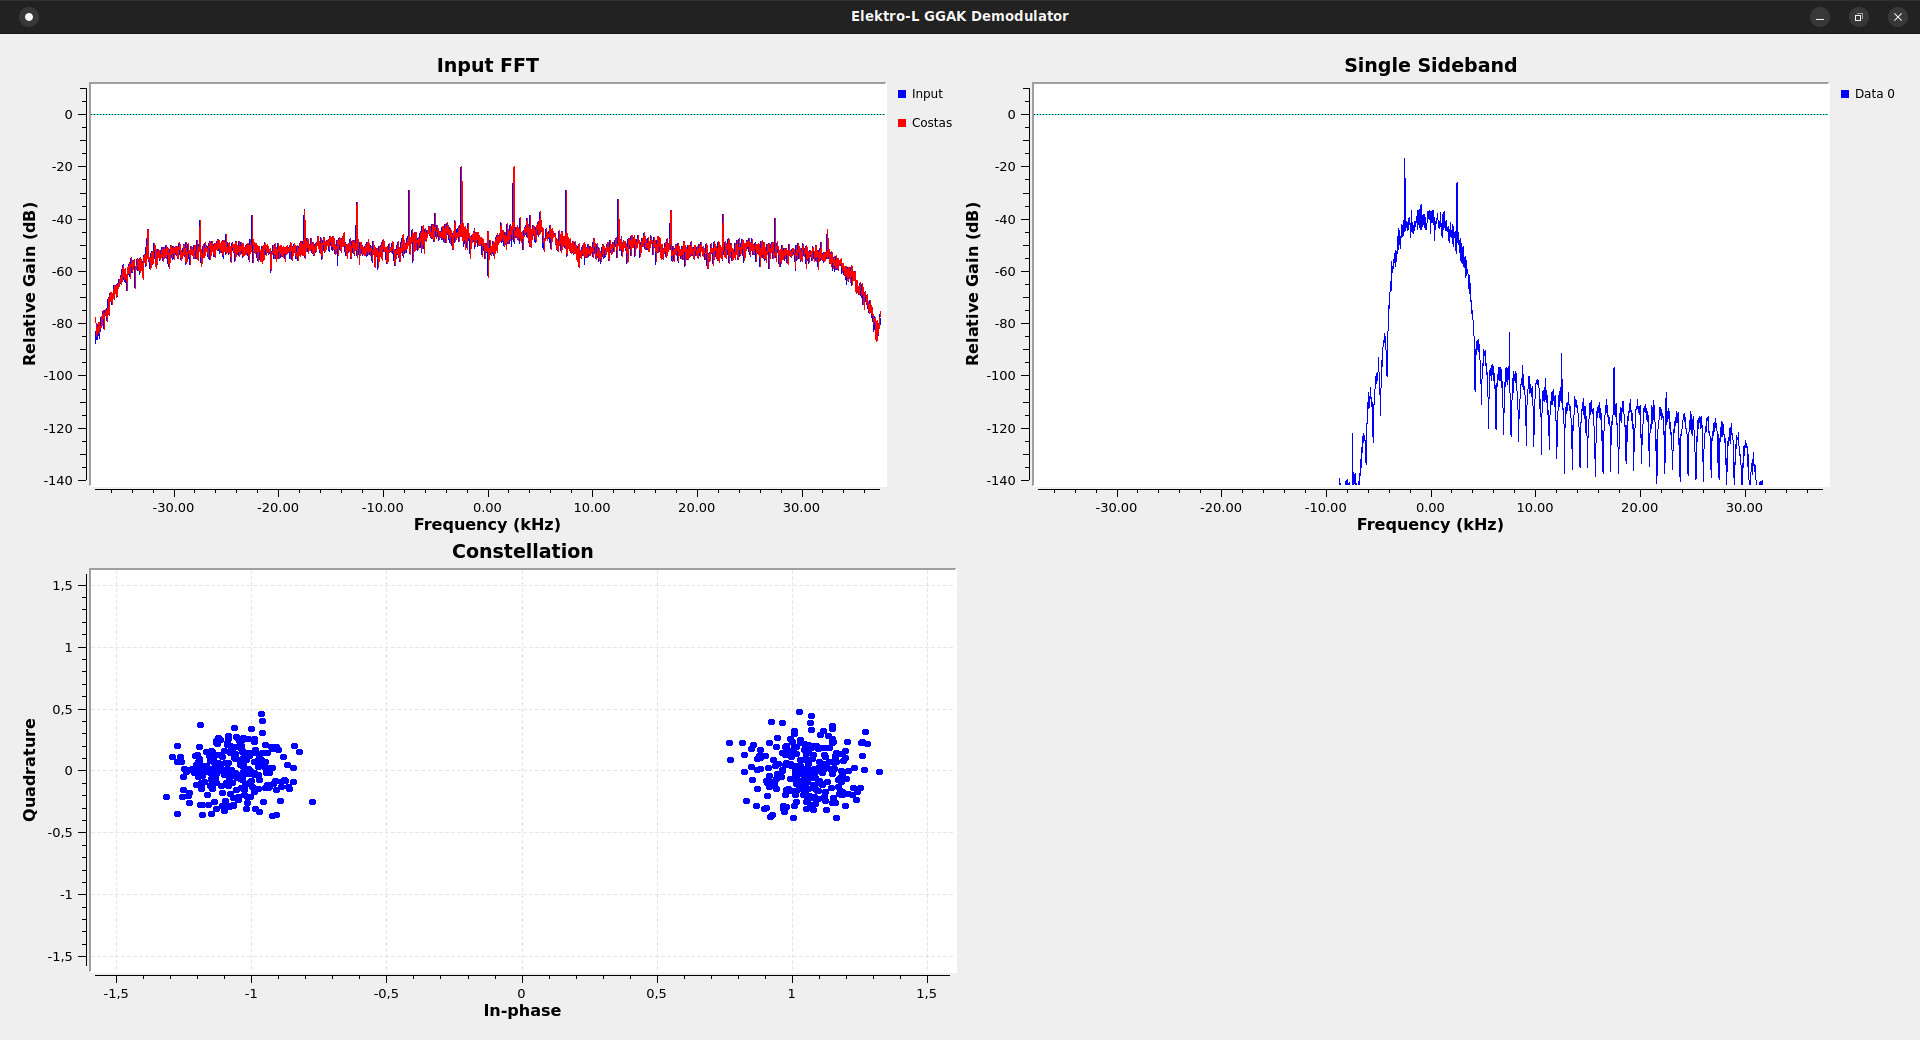 Elektro-L GGAK Demodulator
Input FFT
Input
Costas
Relative Gain (dB)
0
-20
-40
-60
-80
-100
-120
-140
-30.00 -20.00 -10.00 0.00 10.00 20.00 30.00
Frequency (kHz)
Single Sideband
Data 0
Relative Gain (dB)
0
-20
-40
-60
-80
-100
-120
-140
-30.00 -20.00 -10.00 0.00 10.00 20.00 30.00
Frequency (kHz)
Constellation
Quadrature
1,5
1
0,5
0
-0,5
-1
-1,5
-1,5 -1 -0,5 0 0,5 1 1,5
In-phase